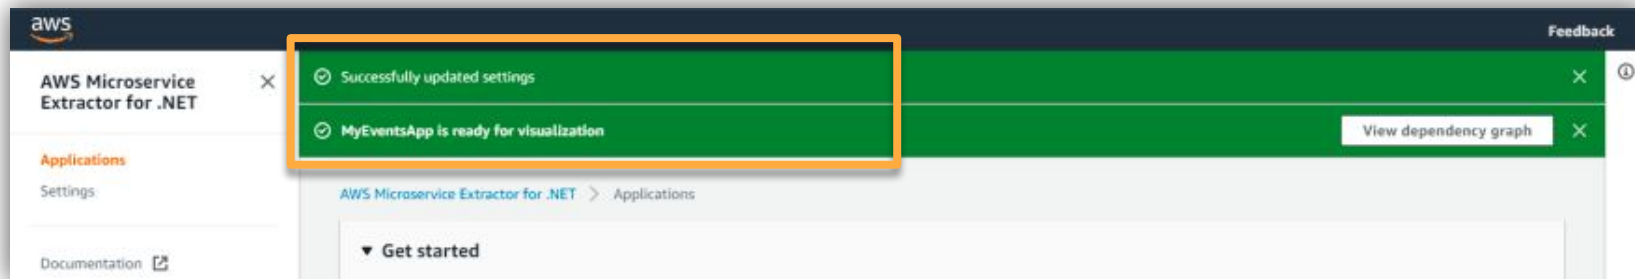 aws
Feedback
AWS Microservice
Extractor for .NET
Successfully updated settings
MyEventsApp is ready for visualization
View dependency graph
Applications
Settings
AWS Microservice Extractor for .NET > Applications
Get started
Documentation